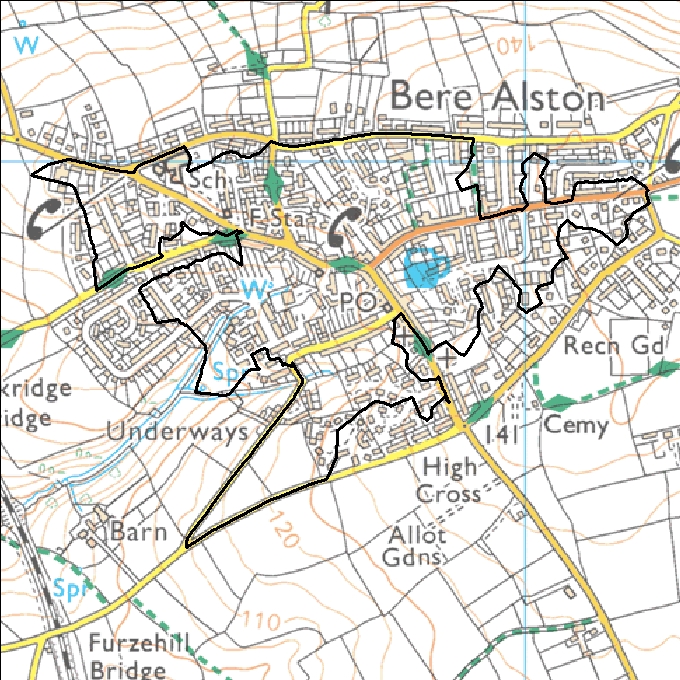 W
140
Bere Alston
Sch
F Sta
W
PO
Spr
Recn Gd
kridge
idge
Underways
141
Cemy
High
Cross
Barn
120
Allot
Gdns
Spr
110
Furzehill
Bridge